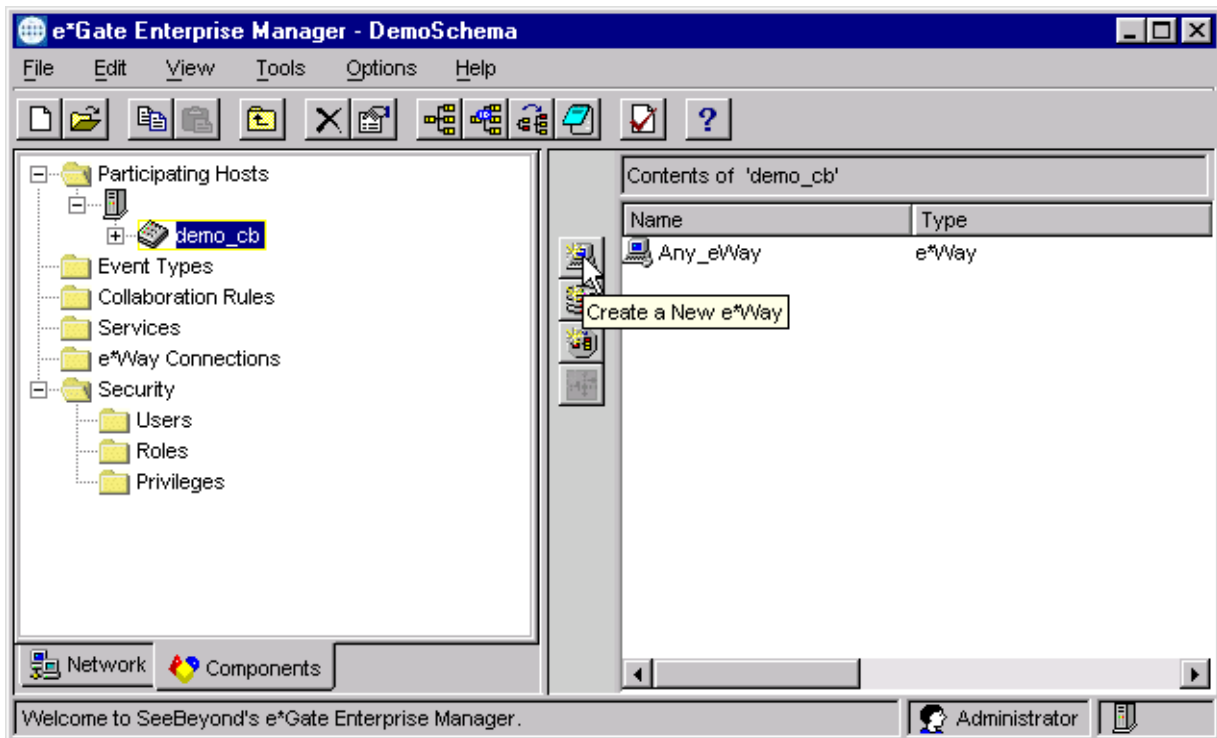 e*Gate Enterprise Manager - DemoSchema
File Edit View Tools Options Help
?
Participating Hosts
demo_cb
Event Types
Collaboration Rules
Services
e*Way Connections
Security
Users
Roles
Privileges
Network Components
Contents of 'demo_cb'
Name Type
Any_eWay e*Way
Create a New e*Way
Welcome to SeeBeyond's e*Gate Enterprise Manager. Administrator